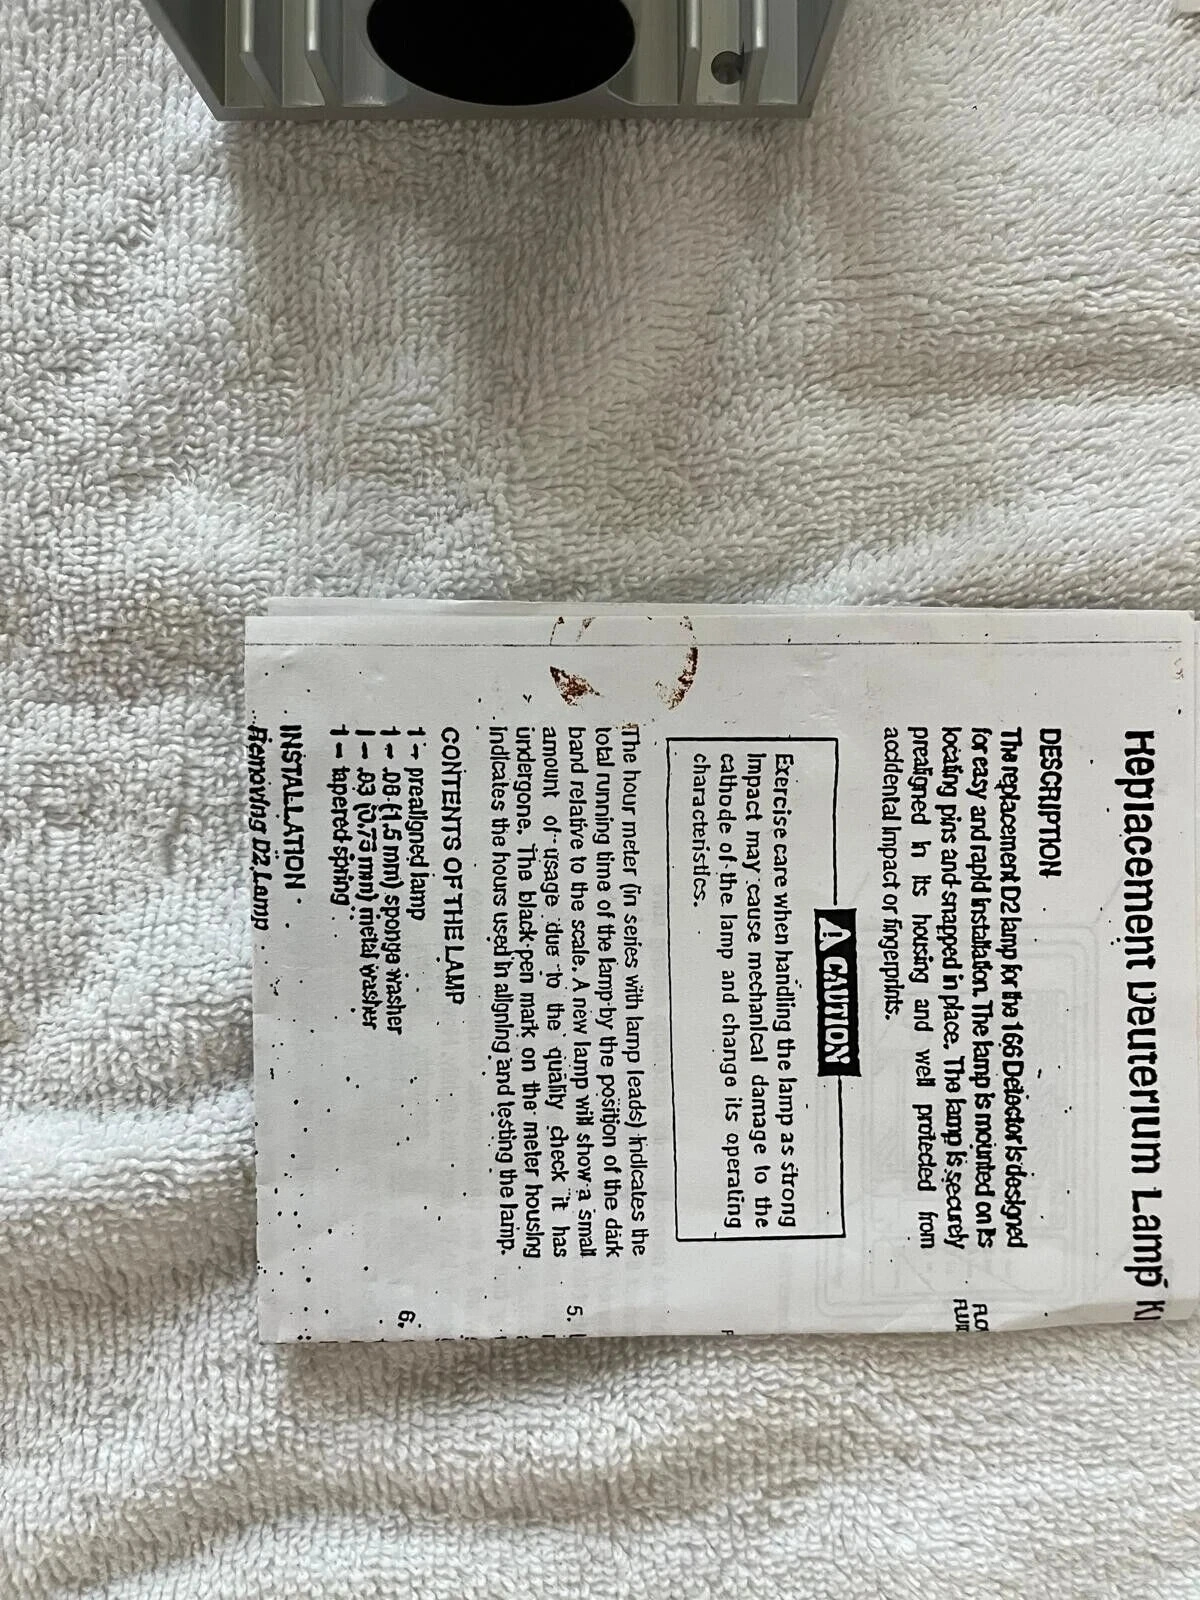 Replacement Deuterium Lamp
DESCRIPTION
The replacement D2 lamp for the 166 Detector is designed
for easy and rapid installation. The lamp is mounted on its
locating pins and snapped in place. The lamp is securely
prealigned in its housing and well protected from
accidental impact or fingerprints.
⚠ CAUTION
Exercise care when handling the lamp as strong
impact may cause mechanical damage to the
cathode of the lamp and change its operating
characteristics.
The hour meter (in series with lamp leads) indicates the
total running time of the lamp by the position of the dark
band relative to the scale. A new lamp will show a small
amount of usage due to the quality check it has
undergone. The black pen mark on the meter housing
indicates the hours used in aligning and testing the lamp.
CONTENTS OF THE LAMP
1 - prealigned lamp
1 - .08 (1.5 mm) sponge washer
1 - .03 (0.73 mm) metal washer
1 - tapered spring
INSTALLATION
Removing D2 Lamp
5.
6.